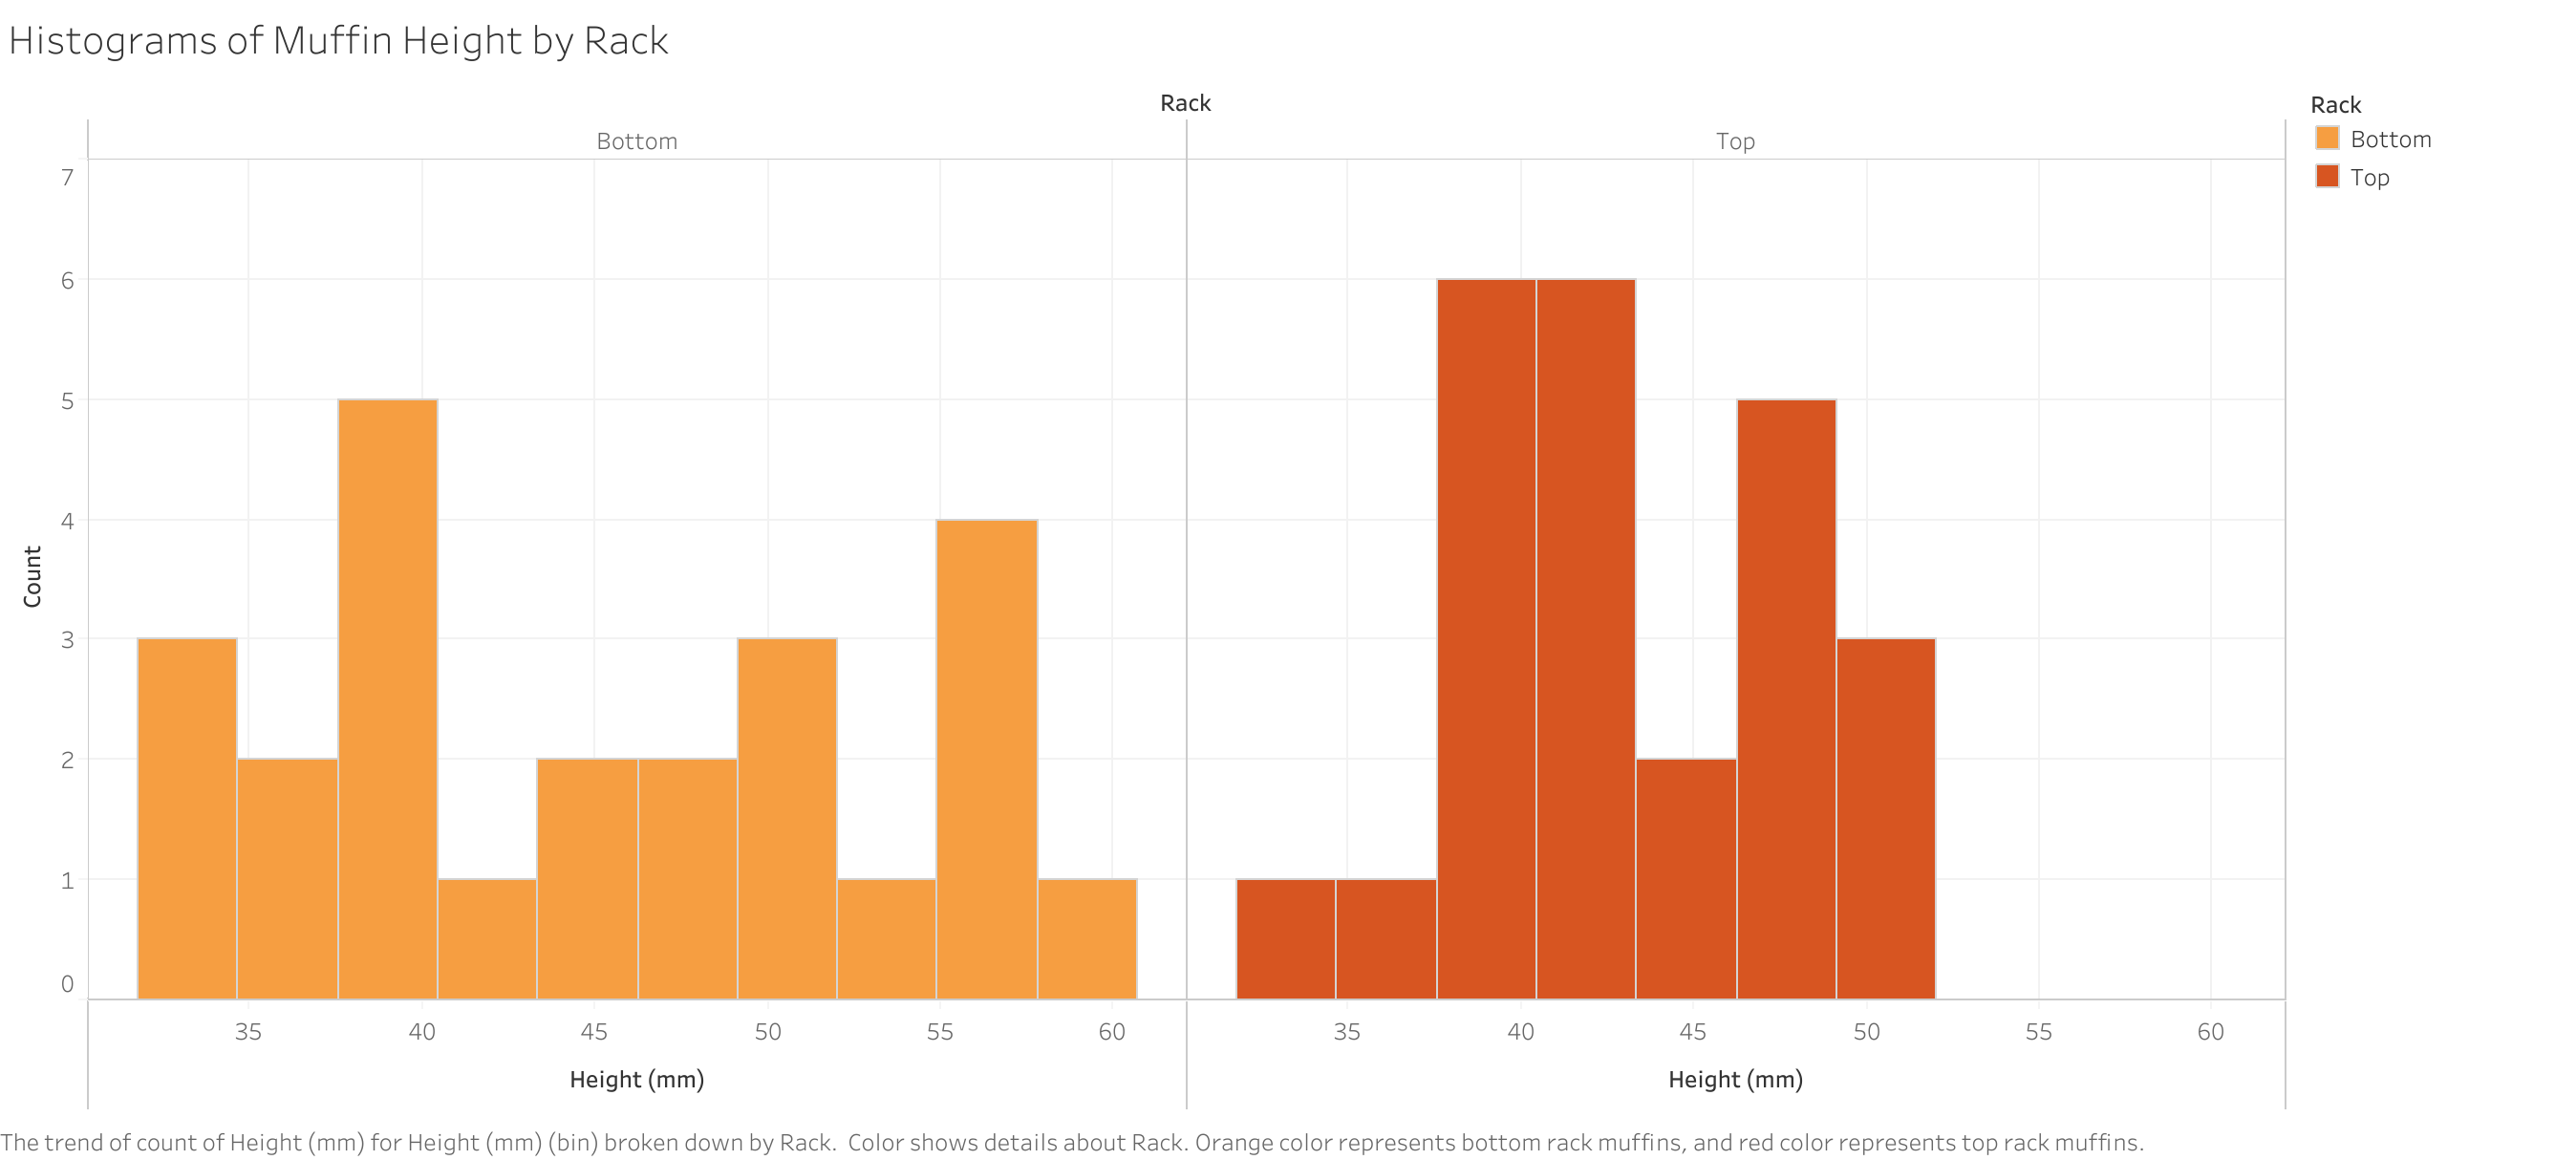 Histograms of Muffin Height by Rack
Rack
Bottom
Top
7
6
5
4
3
2
1
0
Count
35 40 45 50 55 60
35 40 45 50 55 60
Height (mm)
Height (mm)
Rack
Bottom
Top
The trend of count of Height (mm) for Height (mm) (bin) broken down by Rack. Color shows details about Rack. Orange color represents bottom rack muffins, and red color represents top rack muffins.